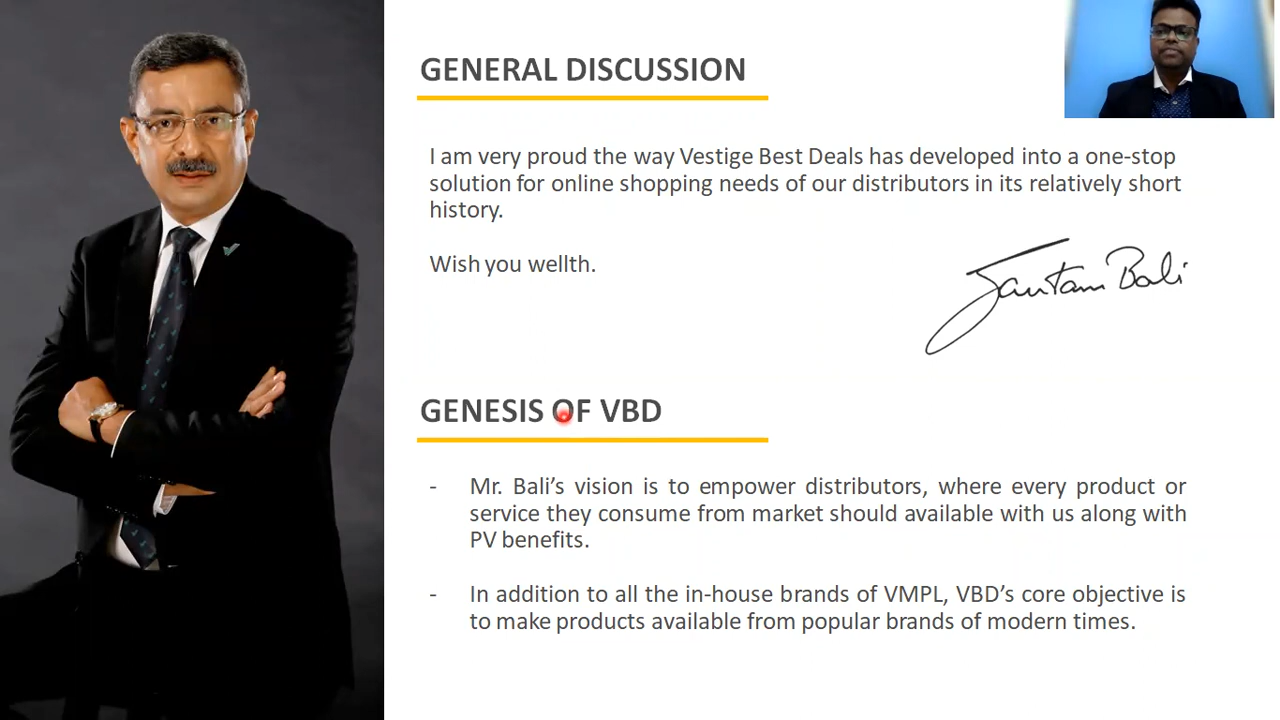 GENERAL DISCUSSION
I am very proud the way Vestige Best Deals has developed into a one-stop
solution for online shopping needs of our distributors in its relatively short
history.
Wish you wellth.
Gautam Bali
GENESIS OF VBD
- Mr. Bali’s vision is to empower distributors, where every product or
service they consume from market should available with us along with
PV benefits.
- In addition to all the in-house brands of VMPL, VBD’s core objective is
to make products available from popular brands of modern times.